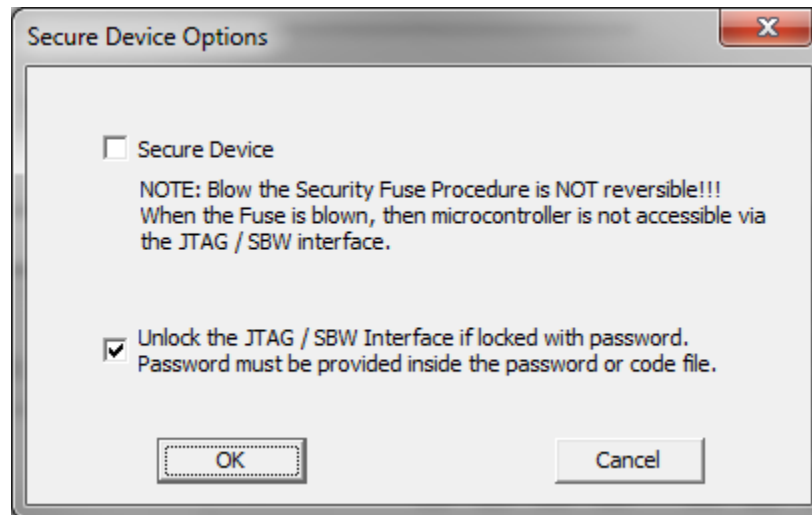 Secure Device Options
Secure Device
NOTE: Blow the Security Fuse Procedure is NOT reversible!!!
When the Fuse is blown, then microcontroller is not accessible via
the JTAG / SBW interface.
Unlock the JTAG / SBW Interface if locked with password.
Password must be provided inside the password or code file.
OK
Cancel